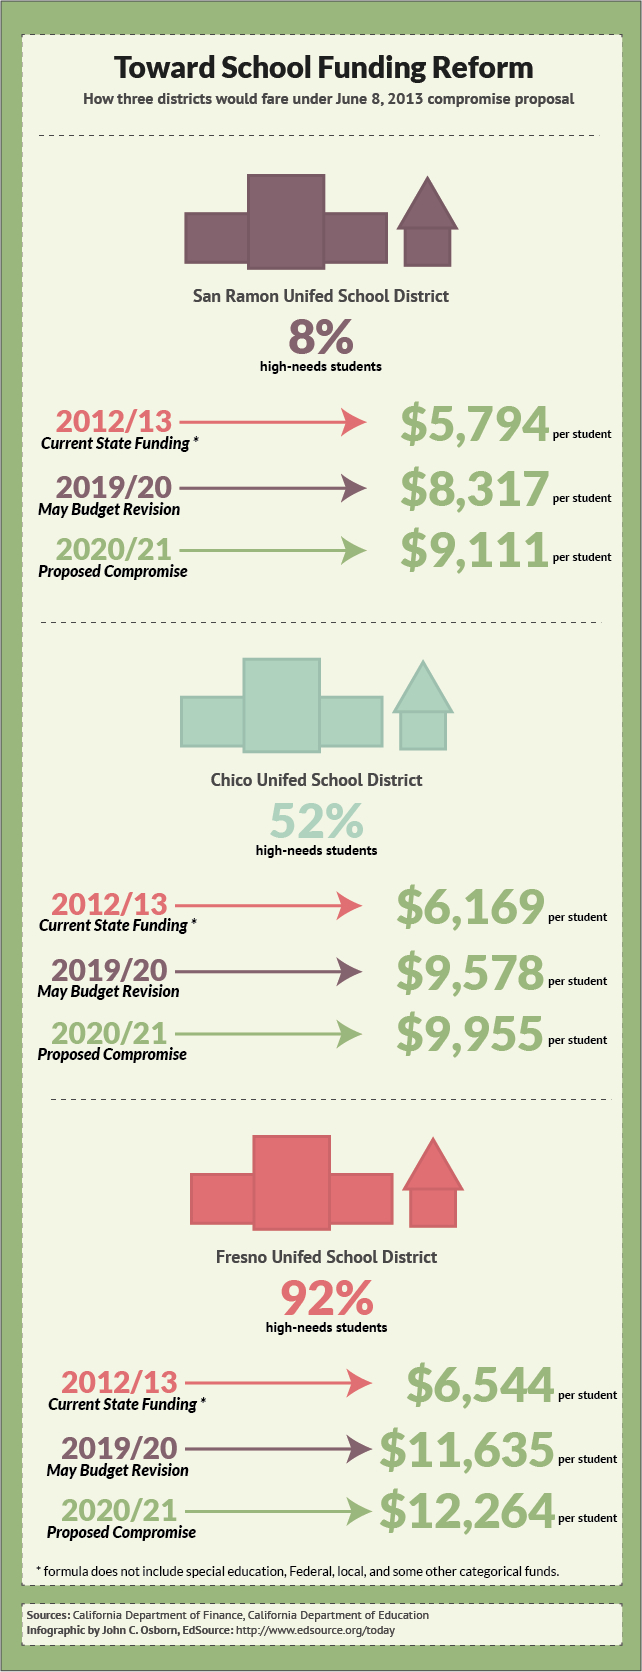 Toward School Funding Reform
How three districts would fare under June 8, 2013 compromise proposal
San Ramon Unifed School District
8%
high-needs students
2012/13 $5,794 per student
Current State Funding *
2019/20 $8,317 per student
May Budget Revision
2020/21 $9,111 per student
Proposed Compromise
Chico Unifed School District
52%
high-needs students
2012/13 $6,169 per student
Current State Funding *
2019/20 $9,578 per student
May Budget Revision
2020/21 $9,955 per student
Proposed Compromise
Fresno Unifed School District
92%
high-needs students
2012/13 $6,544 per student
Current State Funding *
2019/20 $11,635 per student
May Budget Revision
2020/21 $12,264 per student
Proposed Compromise
* formula does not include special education, Federal, local, and some other categorical funds.
Sources: California Department of Finance, California Department of Education
Infographic by John C. Osborn, EdSource: http://www.edsource.org/today